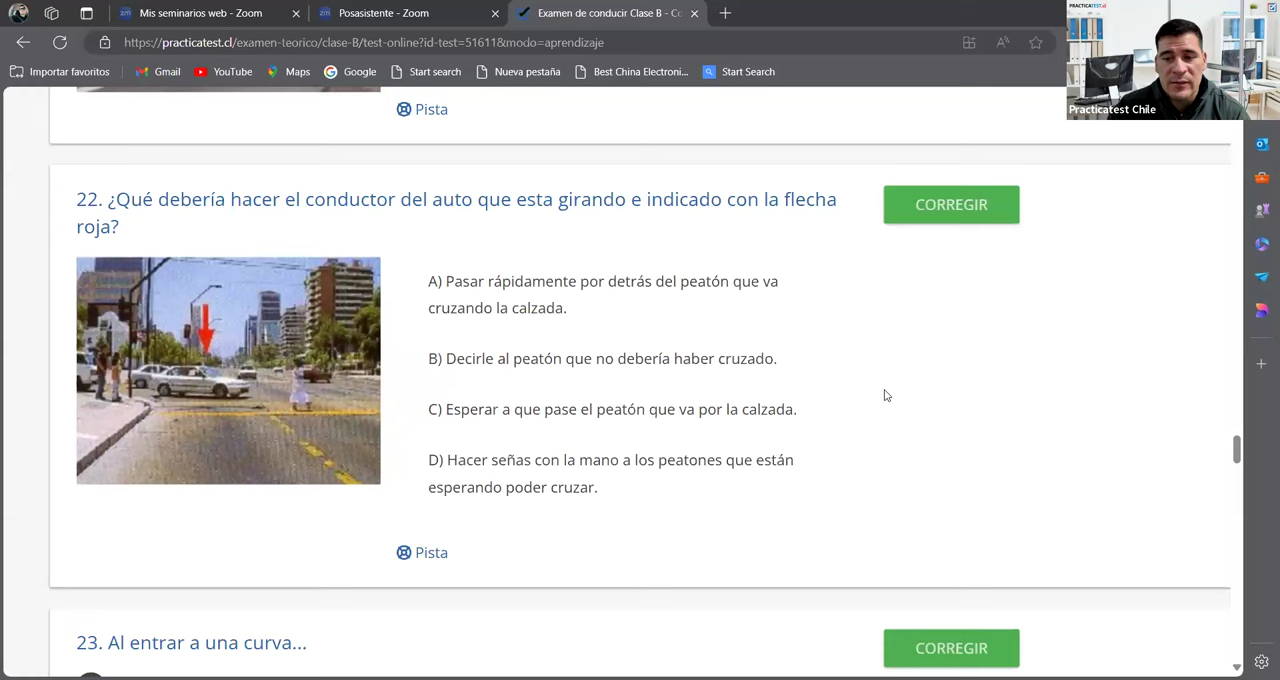 Mis seminarios web - Zoom
Posasistente - Zoom
Examen de conducir Clase B - Co
https://practicatest.cl/examen-teorico/clase-B/test-online?id-test=51611&modo=aprendizaje
Importar favoritos
Gmail
YouTube
Maps
Google
Start search
Nueva pestaña
Best China Electroni...
Start Search
PRACTICATEST.cl
Practicatest Chile
Pista
22. ¿Qué debería hacer el conductor del auto que esta girando e indicado con la flecha
roja?
CORREGIR
A) Pasar rápidamente por detrás del peatón que va
cruzando la calzada.
B) Decirle al peatón que no debería haber cruzado.
C) Esperar a que pase el peatón que va por la calzada.
D) Hacer señas con la mano a los peatones que están
esperando poder cruzar.
Pista
23. Al entrar a una curva...
CORREGIR